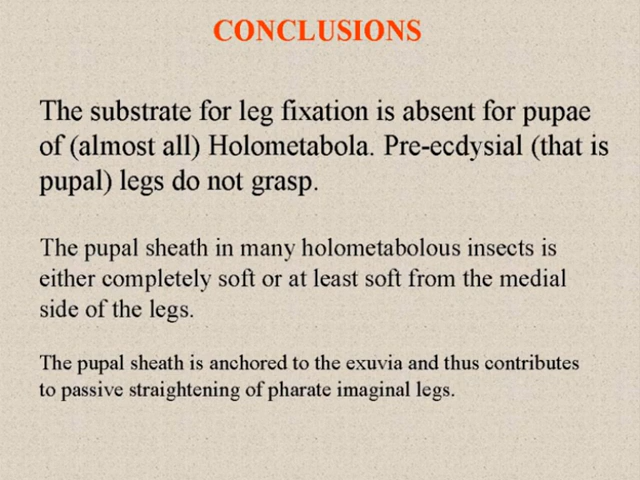 CONCLUSIONS
The substrate for leg fixation is absent for pupae
of (almost all) Holometabola. Pre-ecdysial (that is
pupal) legs do not grasp.
The pupal sheath in many holometabolous insects is
either completely soft or at least soft from the medial
side of the legs.
The pupal sheath is anchored to the exuvia and thus contributes
to passive straightening of pharate imaginal legs.